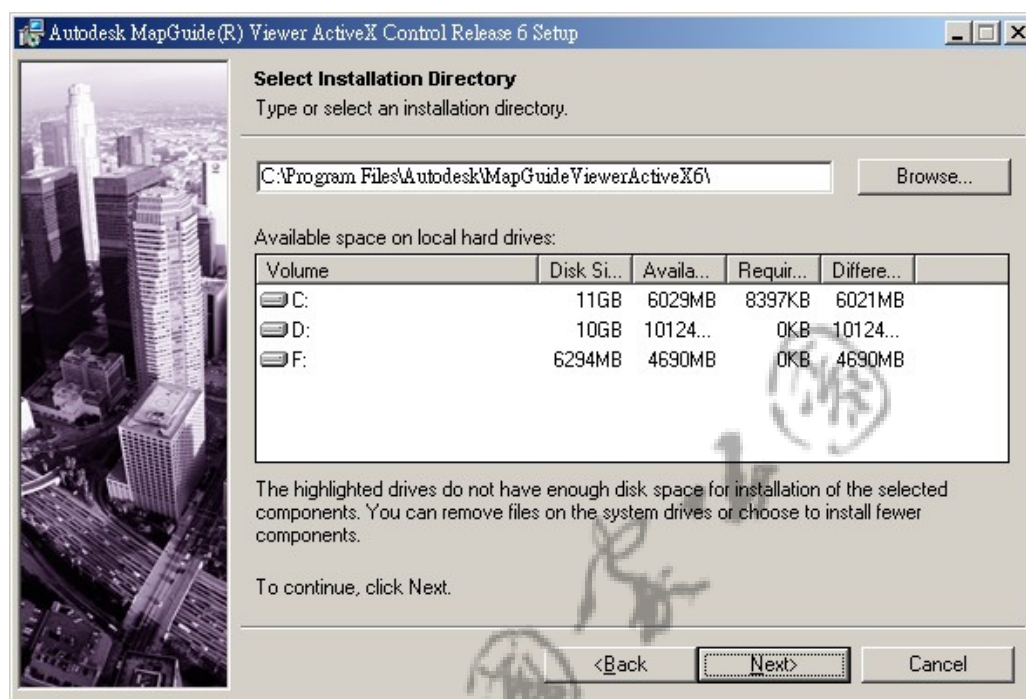 Autodesk MapGuide(R) Viewer ActiveX Control Release 6 Setup
Select Installation Directory
Type or select an installation directory.
C:\Program Files\Autodesk\MapGuideViewerActiveX6\
Browse...
Available space on local hard drives:
Volume Disk Si... Availa... Requir... Differe...
C: 11GB 6029MB 8397KB 6021MB
D: 10GB 10124... 0KB 10124...
F: 6294MB 4690MB 0KB 4690MB
The highlighted drives do not have enough disk space for installation of the selected
components. You can remove files on the system drives or choose to install fewer
components.
To continue, click Next.
<Back Next> Cancel